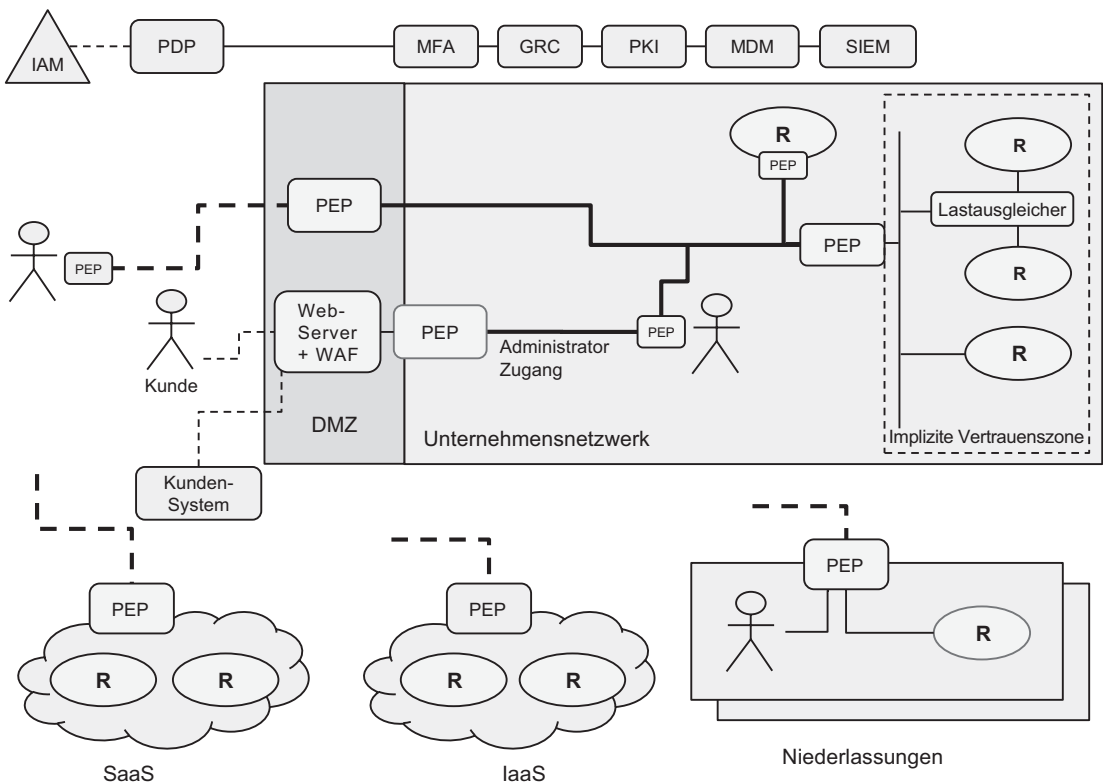 IAM
PDP
MFA
GRC
PKI
MDM
SIEM
R
PEP
R
PEP
Lastausgleicher
PEP
PEP
R
Web-
Server
+ WAF
PEP
PEP
Administrator
Zugang
R
Kunde
DMZ
Unternehmensnetzwerk
Implizite Vertrauenszone
Kunden-
System
PEP
PEP
PEP
R
R
R
R
R
SaaS
IaaS
Niederlassungen